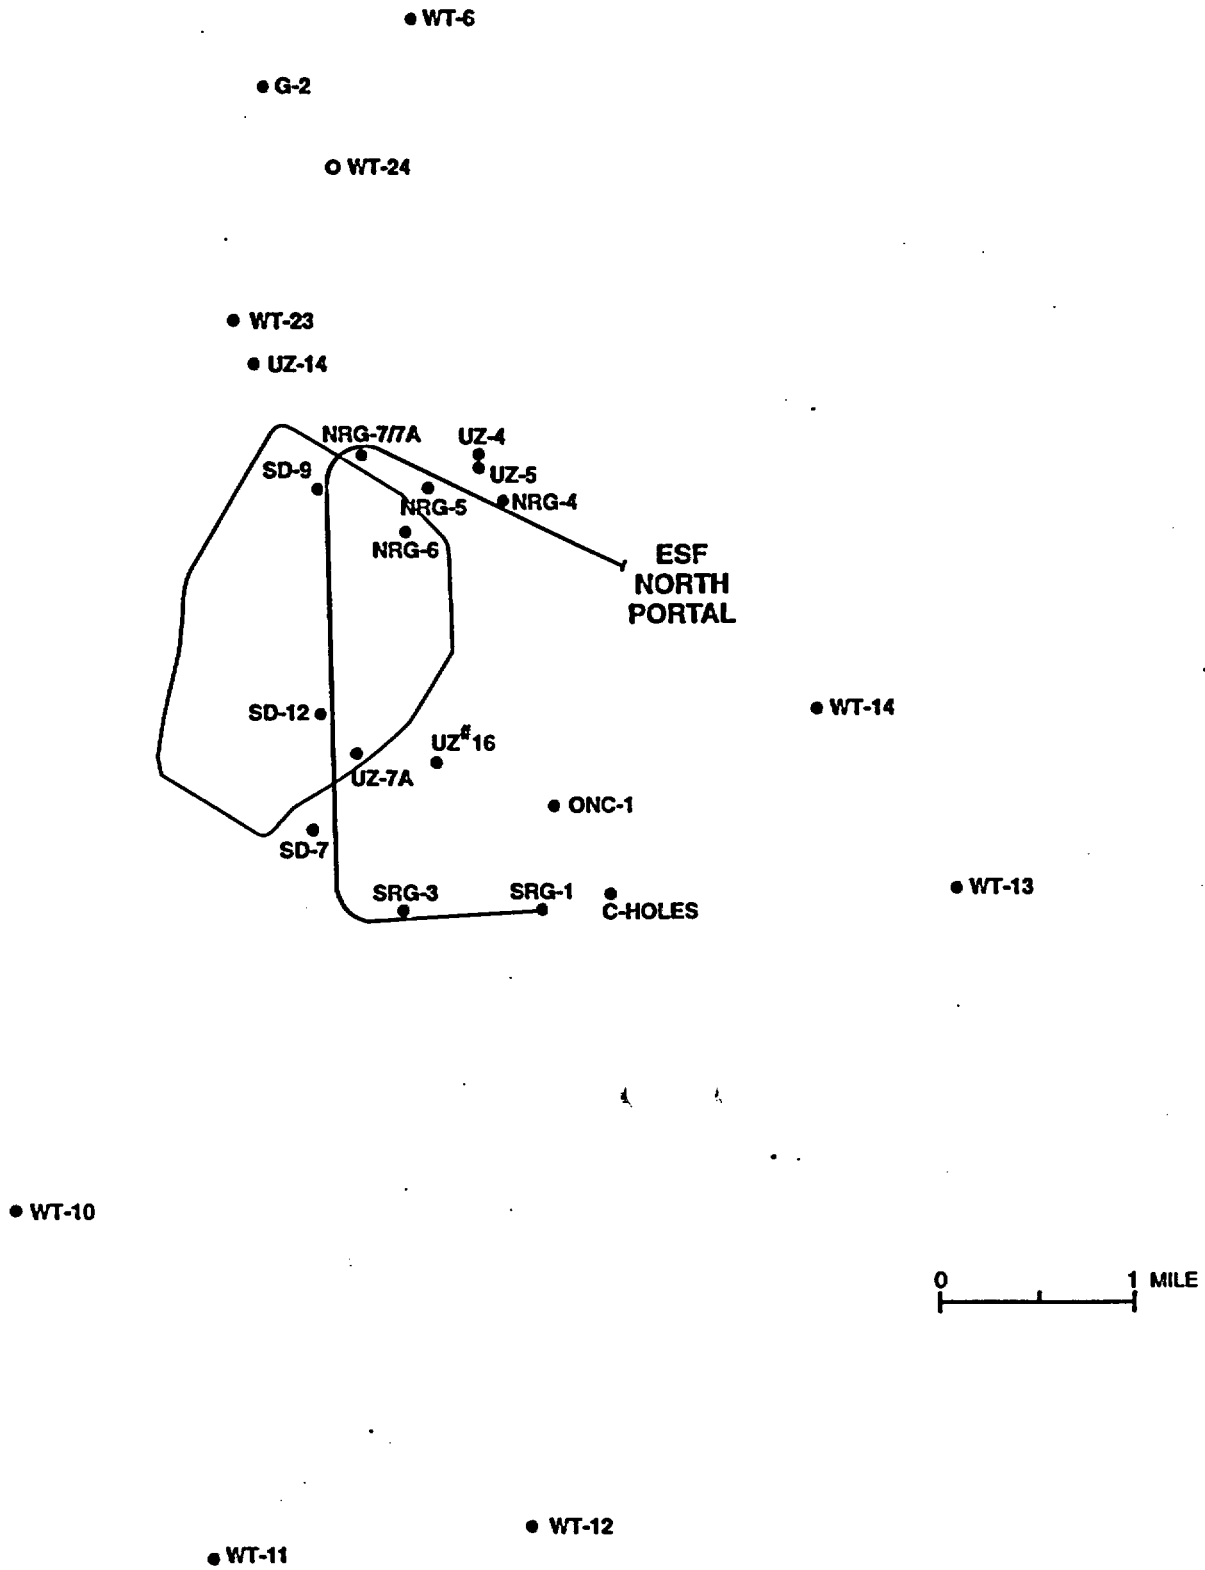 WT-6
G-2
WT-24
WT-23
UZ-14
NRG-7/7A
UZ-4
SD-9
UZ-5
NRG-5
NRG-4
NRG-6
ESF
NORTH
PORTAL
SD-12
WT-14
UZ#16
UZ-7A
ONC-1
SD-7
SRG-3
SRG-1
WT-13
C-HOLES
WT-10
0 1 MILE
WT-12
WT-11